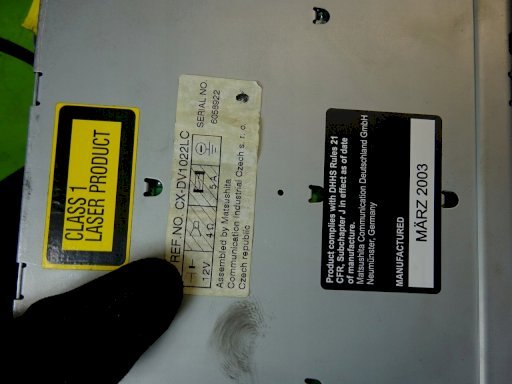 CLASS 1
LASER PRODUCT
REF.NO. CX-DV1022LC
SERIAL NO.
6058922
12V
4Ω
5A
Assembled by Matsushita
Communication Industrial Czech s. r. o.
Czech republic
Product complies with DHHS Rules 21
CFR, Subchapter J in effect as of date
of manufacture.
Matsushita Communication Deutschland GmbH
Neumünster, Germany
MANUFACTURED
MÄRZ 2003